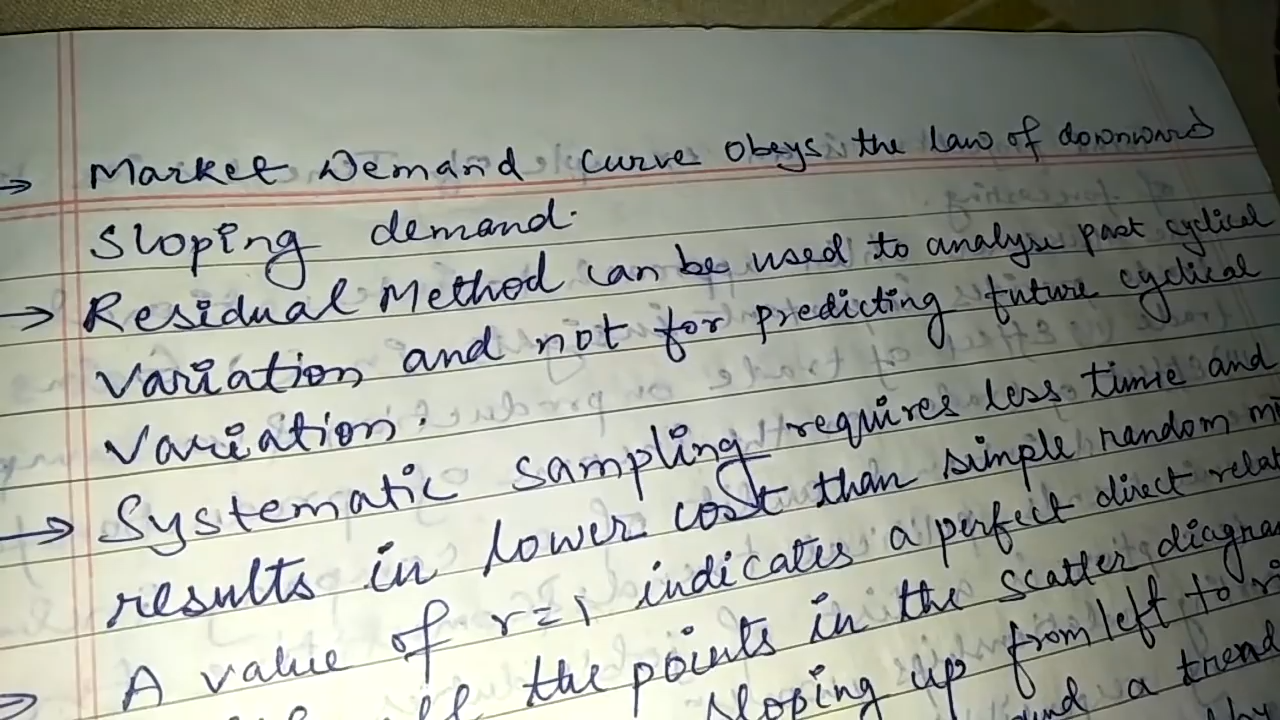 → Market Demand curve obeys the law of downward
sloping demand.
→ Residual Method can be used to analyse past cyclical
variation and not for predicting future cyclical
variation.
→ Systematic sampling requires less time and
results in lower cost than simple random
A value of r=1 indicates a perfect direct
the points in the scatter
sloping up from left to
a trend